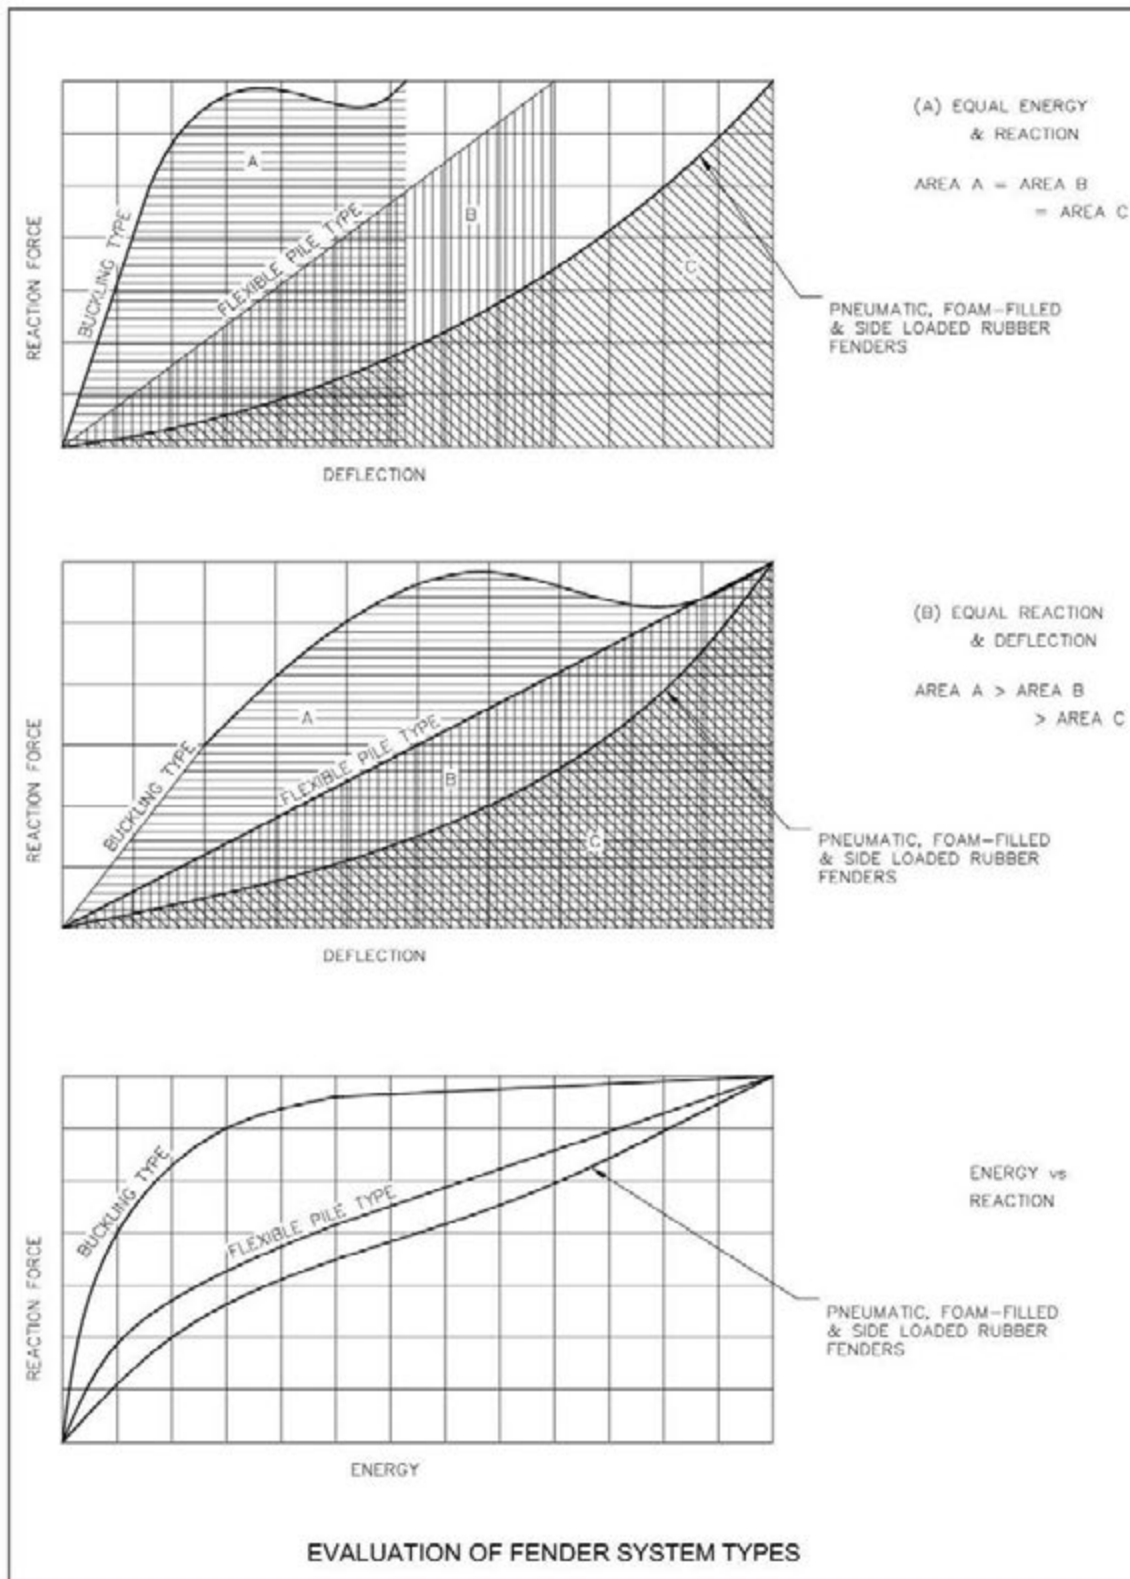 (A) EQUAL ENERGY
& REACTION
AREA A = AREA B
= AREA C
REACTION FORCE
BUCKLING TYPE
A
FLEXIBLE PILE TYPE
B
C
PNEUMATIC, FOAM-FILLED
& SIDE LOADED RUBBER
FENDERS
DEFLECTION
(B) EQUAL REACTION
& DEFLECTION
AREA A > AREA B
> AREA C
REACTION FORCE
BUCKLING TYPE
A
FLEXIBLE PILE TYPE
B
C
PNEUMATIC, FOAM-FILLED
& SIDE LOADED RUBBER
FENDERS
DEFLECTION
ENERGY vs
REACTION
REACTION FORCE
BUCKLING TYPE
FLEXIBLE PILE TYPE
PNEUMATIC, FOAM-FILLED
& SIDE LOADED RUBBER
FENDERS
ENERGY
EVALUATION OF FENDER SYSTEM TYPES